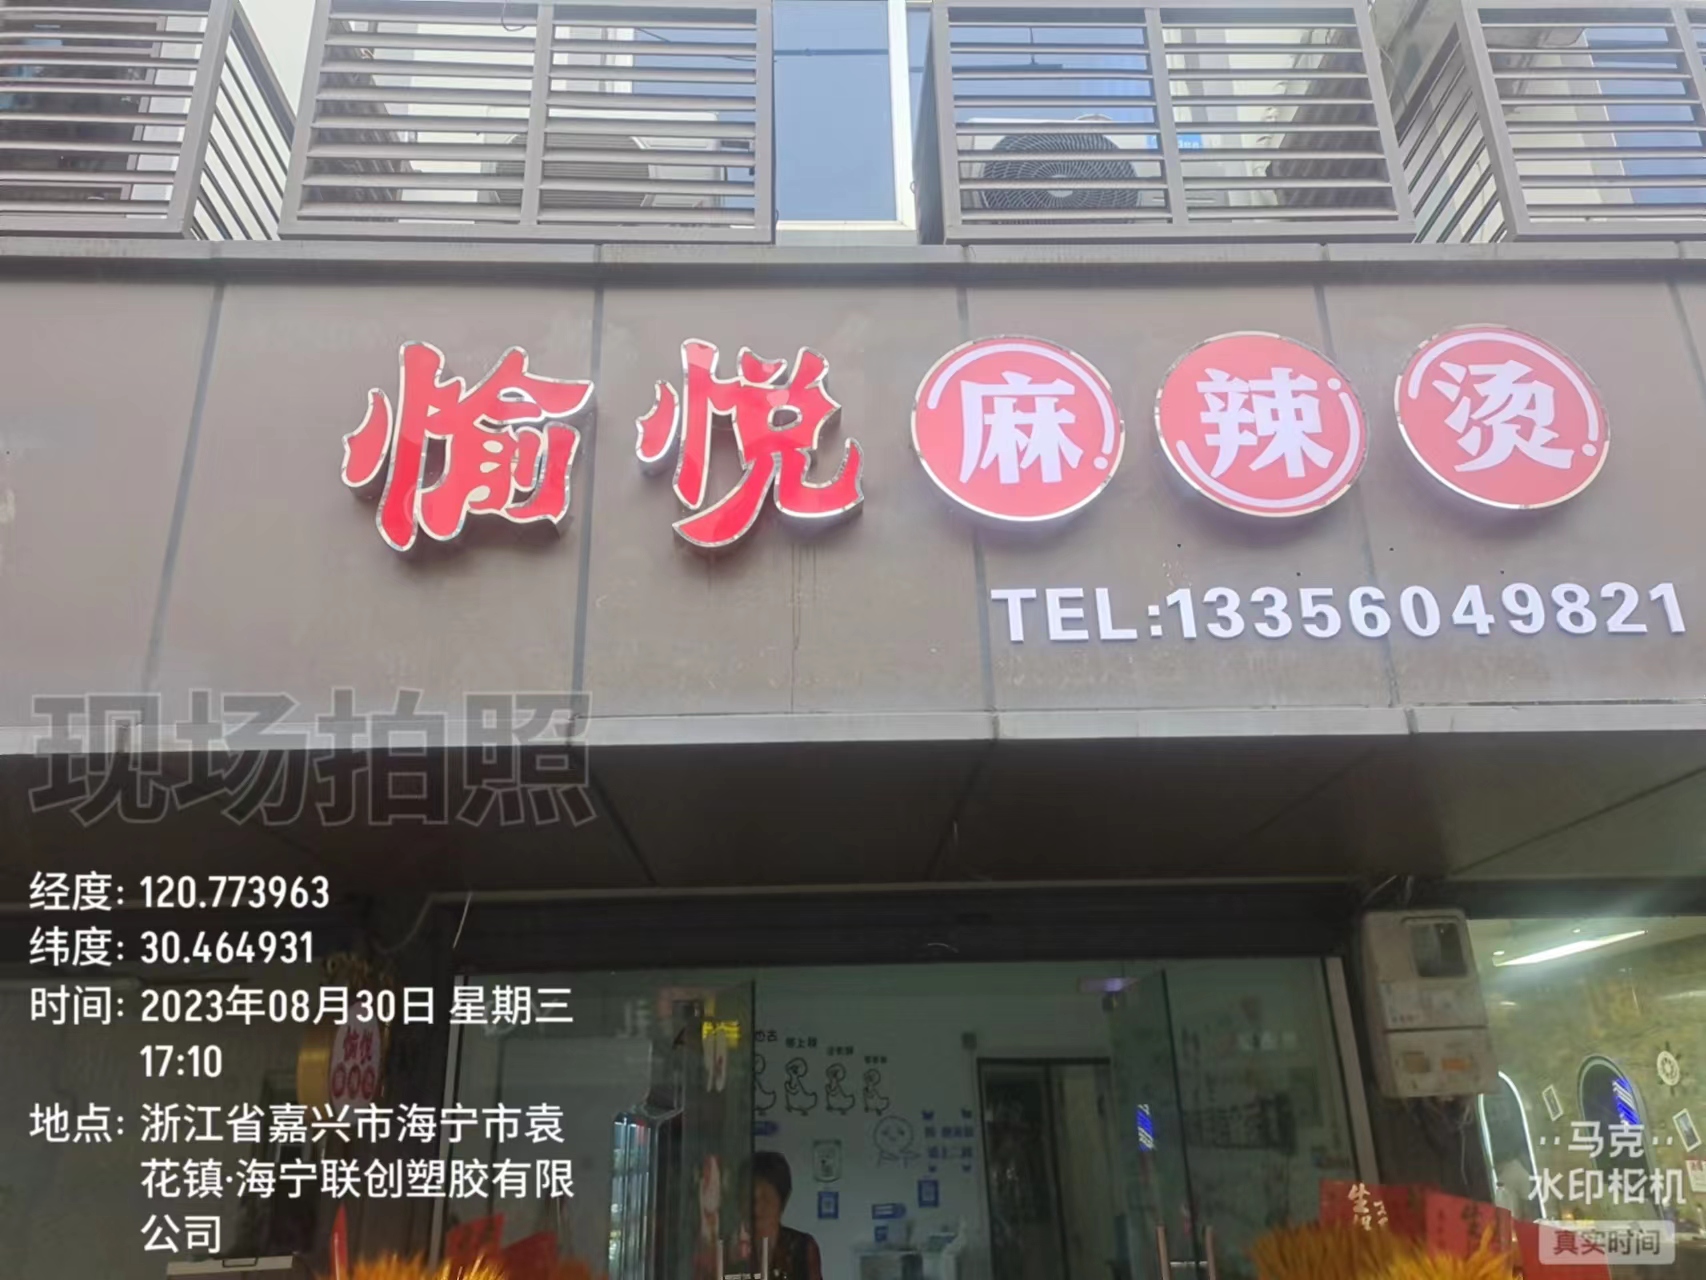 愉悦麻辣烫
TEL:13356049821
现场拍照
经度: 120.773963
纬度: 30.464931
时间: 2023年08月30日 星期三
17:10
地点: 浙江省嘉兴市海宁市袁
花镇·海宁联创塑胶有限
公司
愉悦
马克
水印相机
真实时间